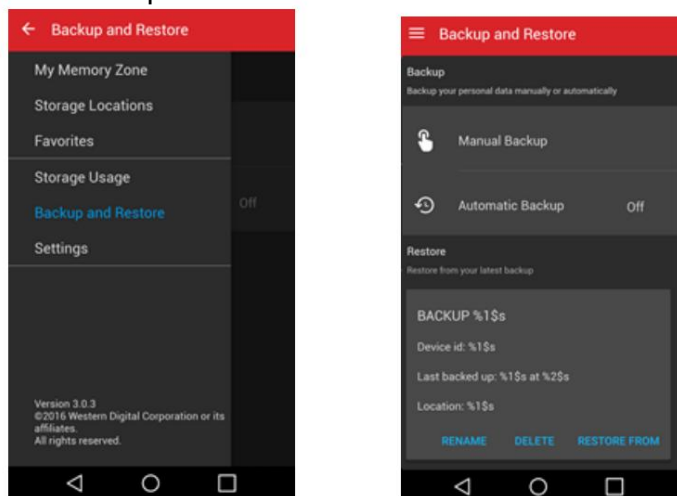 Backup and Restore
My Memory Zone
Storage Locations
Favorites
Storage Usage
Backup and Restore
Off
Settings
Version 3.0.3
©2016 Western Digital Corporation or its
affiliates.
All rights reserved.
Backup and Restore
Backup
Backup your personal data manually or automatically
Manual Backup
Automatic Backup Off
Restore
Restore from your latest backup
BACKUP %1$s
Device id: %1$s
Last backed up: %1$s at %2$s
Location: %1$s
RENAME DELETE RESTORE FROM